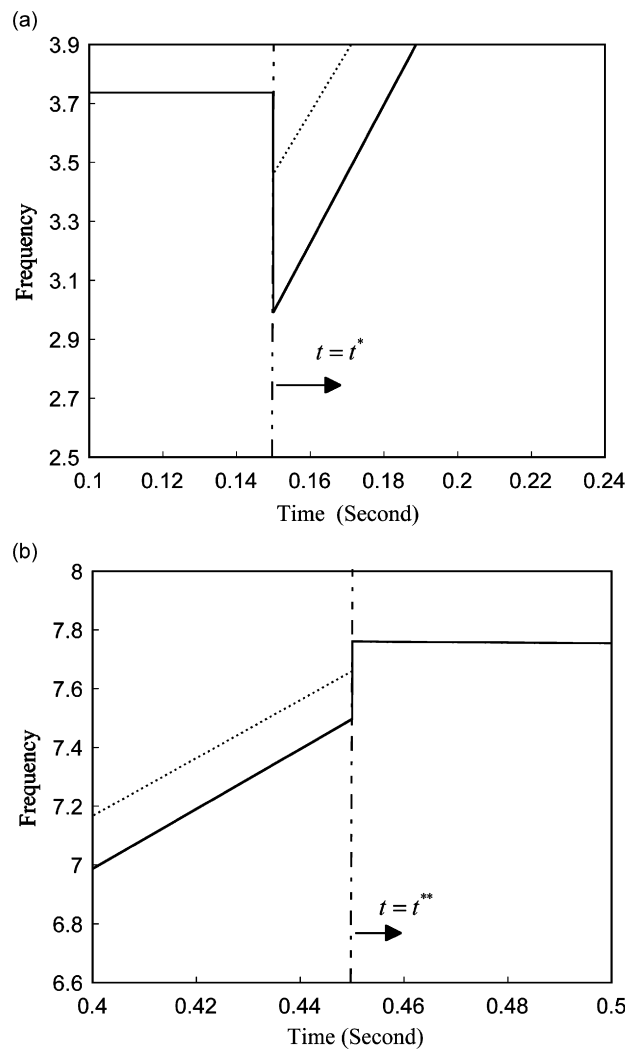 (a)
3.9
3.7
3.5
3.3
3.1
2.9
2.7
2.5
Frequency
t = t*
0.1 0.12 0.14 0.16 0.18 0.2 0.22 0.24
Time (Second)
(b)
8
7.8
7.6
7.4
7.2
7
6.8
6.6
Frequency
t = t**
0.4 0.42 0.44 0.46 0.48 0.5
Time (Second)